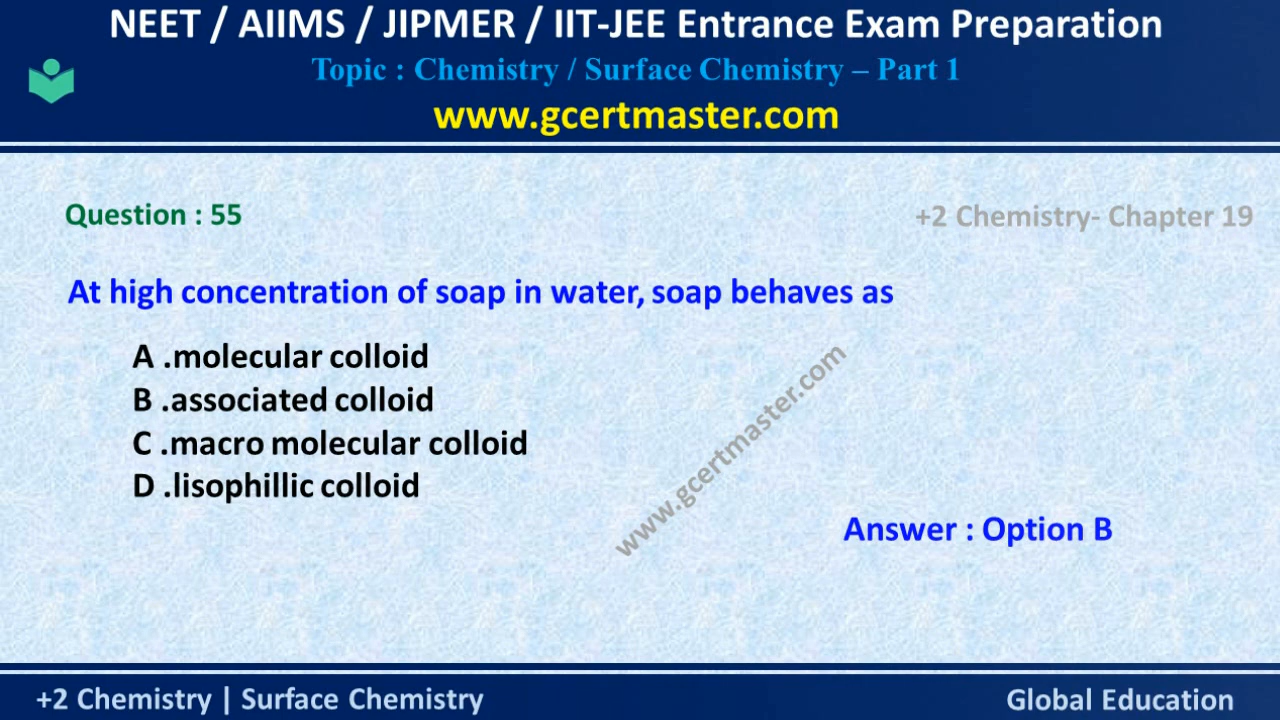 NEET / AIIMS / JIPMER / IIT-JEE Entrance Exam Preparation
Topic : Chemistry / Surface Chemistry – Part 1
www.gcertmaster.com
Question : 55
+2 Chemistry- Chapter 19
At high concentration of soap in water, soap behaves as
A .molecular colloid
B .associated colloid
C .macro molecular colloid
D .lisophillic colloid
www.gcertmaster.com
Answer : Option B
+2 Chemistry | Surface Chemistry
Global Education